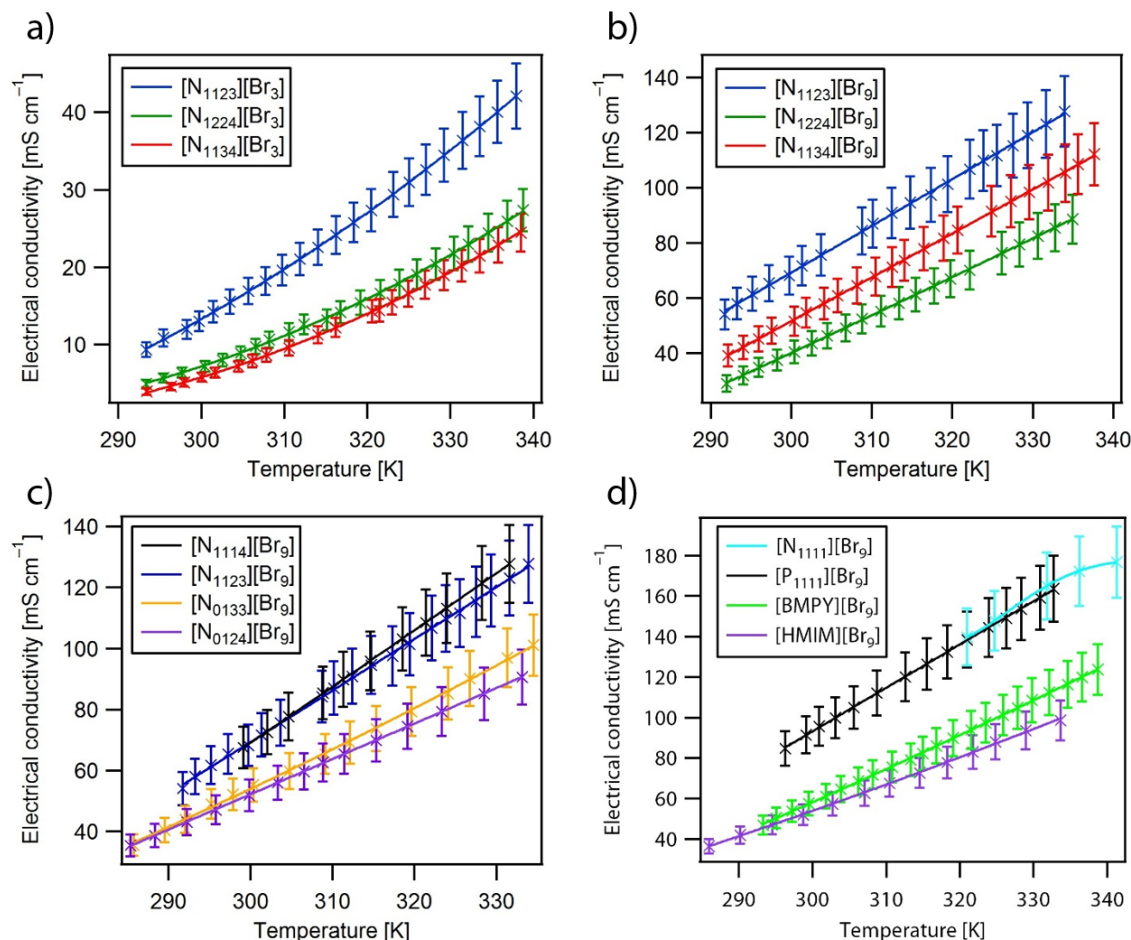 a)
Electrical conductivity [mS cm⁻¹]
[N₁₁₂₃][Br₃]
[N₁₂₂₄][Br₃]
[N₁₁₃₄][Br₃]
40
30
20
10
290 300 310 320 330 340
Temperature [K]
b)
Electrical conductivity [mS cm⁻¹]
[N₁₁₂₃][Br₉]
[N₁₂₂₄][Br₉]
[N₁₁₃₄][Br₉]
140
120
100
80
60
40
290 300 310 320 330 340
Temperature [K]
c)
Electrical conductivity [mS cm⁻¹]
[N₁₁₁₄][Br₉]
[N₁₁₂₃][Br₉]
[N₀₁₃₃][Br₉]
[N₀₁₂₄][Br₉]
140
120
100
80
60
40
290 300 310 320 330
Temperature [K]
d)
Electrical conductivity [mS cm⁻¹]
[N₁₁₁₁][Br₉]
[P₁₁₁₁][Br₉]
[BMPY][Br₉]
[HMIM][Br₉]
180
160
140
120
100
80
60
40
290 300 310 320 330 340
Temperature [K]